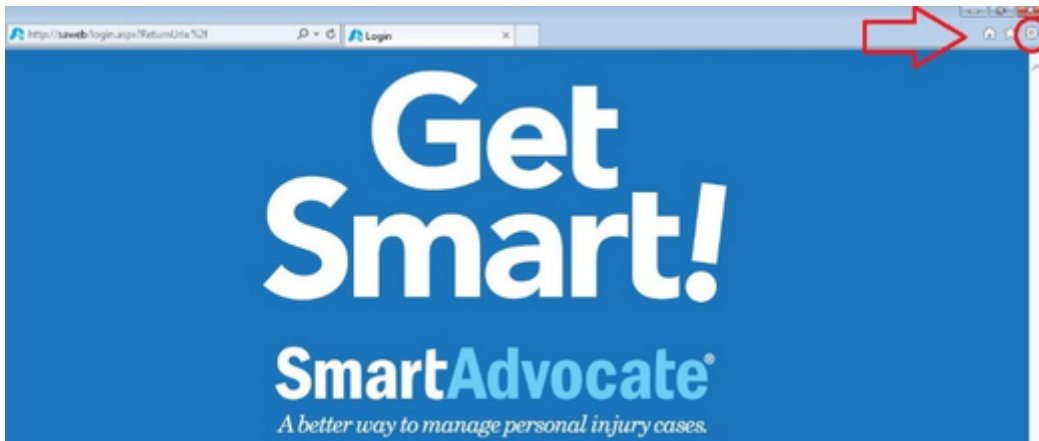 http://saweb/login.aspx?ReturnUrl=%2f
Login
Get
Smart!
SmartAdvocate®
A better way to manage personal injury cases.